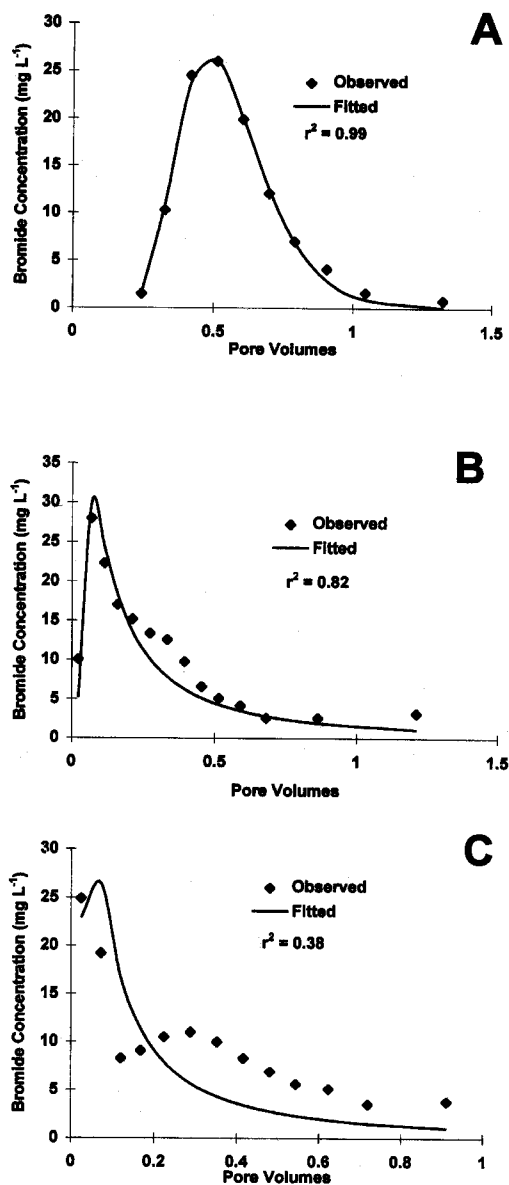 A
Bromide Concentration (mg L⁻¹)
30
25
20
15
10
5
0
0
0.5
1
1.5
Pore Volumes
Observed
Fitted
r² = 0.99
B
Bromide Concentration (mg L⁻¹)
35
30
25
20
15
10
5
0
0
0.5
1
1.5
Pore Volumes
Observed
Fitted
r² = 0.82
C
Bromide Concentration (mg L⁻¹)
30
25
20
15
10
5
0
0
0.2
0.4
0.6
0.8
1
Pore Volumes
Observed
Fitted
r² = 0.38